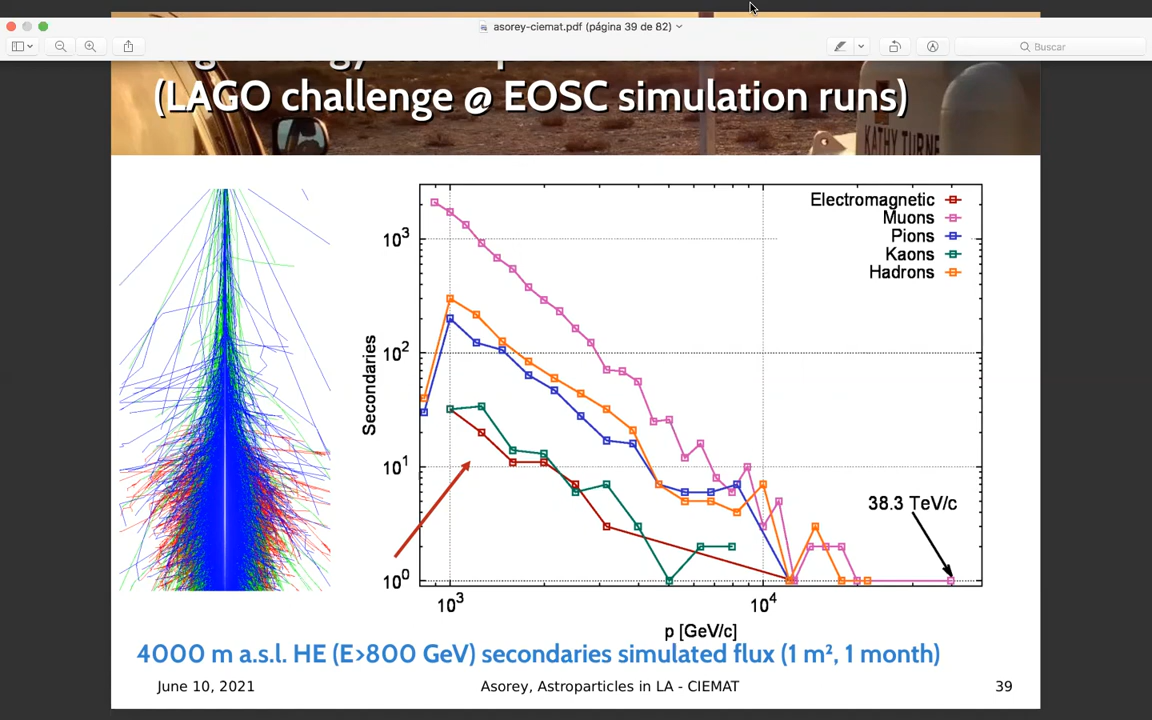 asorey-ciemat.pdf (página 39 de 82)
Buscar
(LAGO challenge @ EOSC simulation runs)
KATHY TURNE
Electromagnetic
Muons
Pions
Kaons
Hadrons
10³
10²
10¹
10⁰
Secondaries
38.3 TeV/c
10³
10⁴
p [GeV/c]
4000 m a.s.l. HE (E>800 GeV) secondaries simulated flux (1 m², 1 month)
June 10, 2021
Asorey, Astroparticles in LA - CIEMAT
39